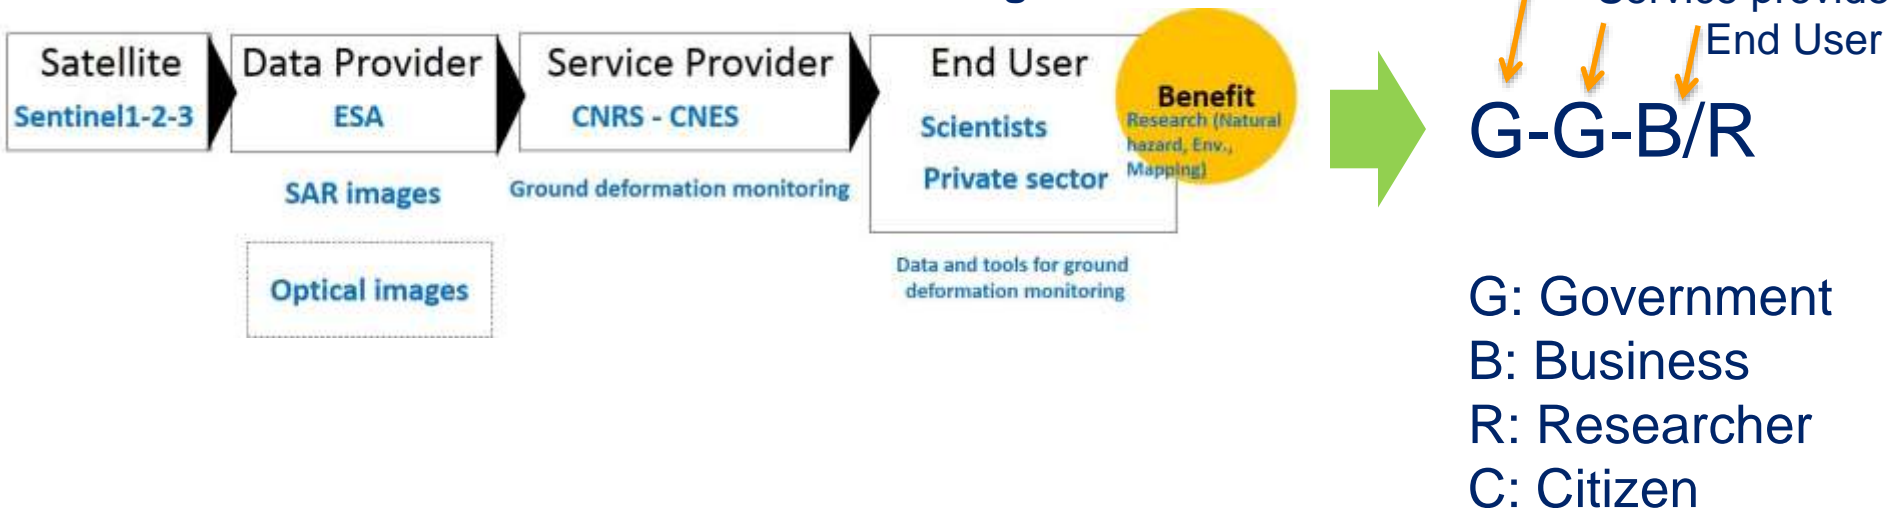 Satellite
Sentinel1-2-3
Data Provider
ESA
SAR images
Optical images
Service Provider
CNRS - CNES
Ground deformation monitoring
End User
Scientists
Private sector
Data and tools for ground
deformation monitoring
Benefit
Research (Natural
hazard, Env.,
Mapping)
End User
G-G-B/R
G: Government
B: Business
R: Researcher
C: Citizen